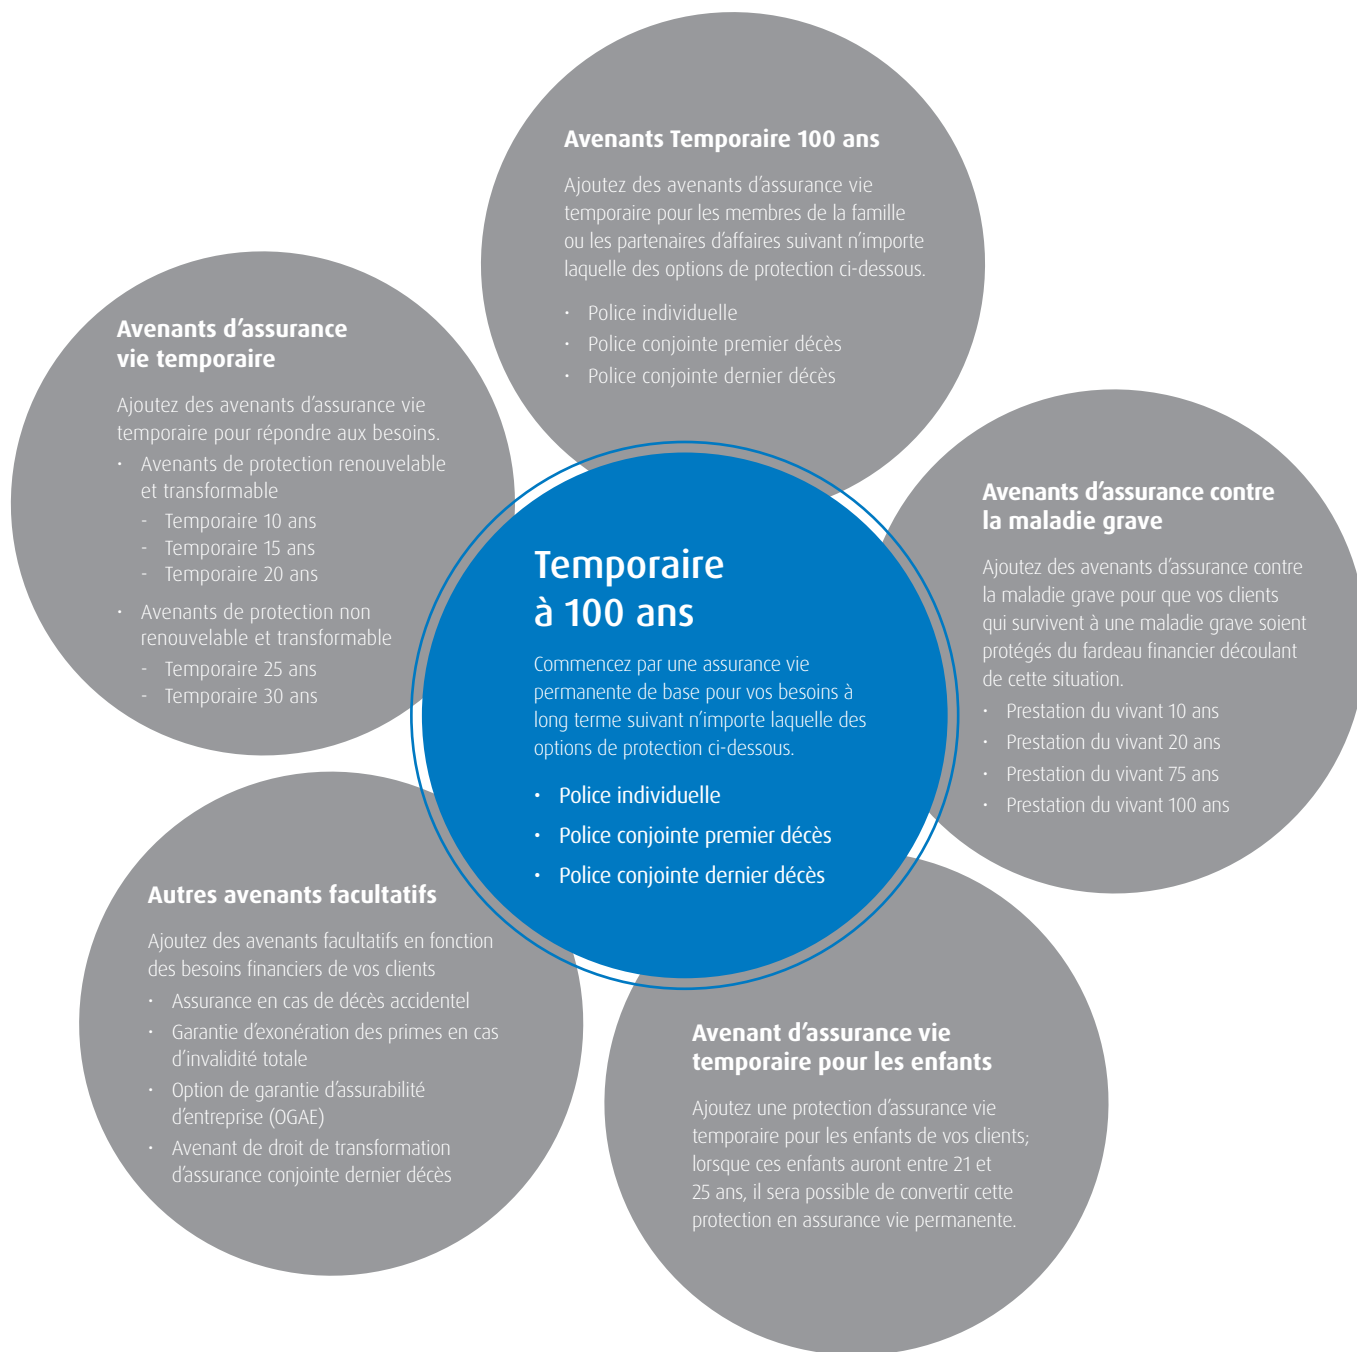 Avenants Temporaire 100 ans
Ajoutez des avenants d’assurance vie
temporaire pour les membres de la famille
ou les partenaires d’affaires suivant n’importe
laquelle des options de protection ci-dessous.
• Police individuelle
• Police conjointe premier décès
• Police conjointe dernier décès
Avenants d’assurance
vie temporaire
Ajoutez des avenants d’assurance vie
temporaire pour répondre aux besoins.
• Avenants de protection renouvelable
et transformable
- Temporaire 10 ans
- Temporaire 15 ans
- Temporaire 20 ans
• Avenants de protection non
renouvelable et transformable
- Temporaire 25 ans
- Temporaire 30 ans
Avenants d’assurance contre
la maladie grave
Ajoutez des avenants d’assurance contre
la maladie grave pour que vos clients
qui survivent à une maladie grave soient
protégés du fardeau financier découlant
de cette situation.
• Prestation du vivant 10 ans
• Prestation du vivant 20 ans
• Prestation du vivant 75 ans
• Prestation du vivant 100 ans
Temporaire
à 100 ans
Commencez par une assurance vie
permanente de base pour vos besoins à
long terme suivant n’importe laquelle des
options de protection ci-dessous.
• Police individuelle
• Police conjointe premier décès
• Police conjointe dernier décès
Autres avenants facultatifs
Ajoutez des avenants facultatifs en fonction
des besoins financiers de vos clients
• Assurance en cas de décès accidentel
• Garantie d’exonération des primes en cas
d’invalidité totale
• Option de garantie d’assurabilité
d’entreprise (OGAE)
• Avenant de droit de transformation
d’assurance conjointe dernier décès
Avenant d’assurance vie
temporaire pour les enfants
Ajoutez une protection d’assurance vie
temporaire pour les enfants de vos clients;
lorsque ces enfants auront entre 21 et
25 ans, il sera possible de convertir cette
protection en assurance vie permanente.